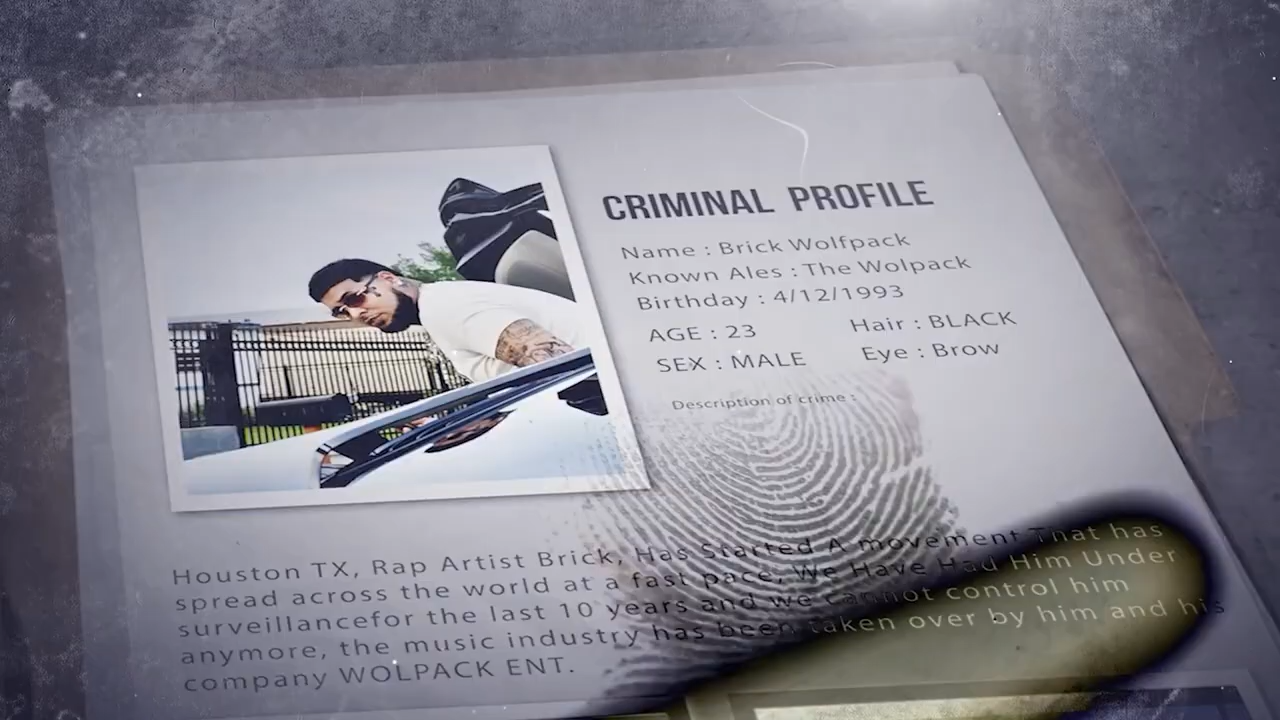 CRIMINAL PROFILE
Name : Brick Wolfpack
Known Ales : The Wolpack
Birthday : 4/12/1993
AGE : 23 Hair : BLACK
SEX : MALE Eye : Brow
Description of crime :
Houston TX, Rap Artist Brick, Has Started A movement That has
spread across the world at a fast pace, We Have Had Him Under
surveillancefor the last 10 years and we cannot control him
anymore, the music industry has been taken over by him and his
company WOLPACK ENT.